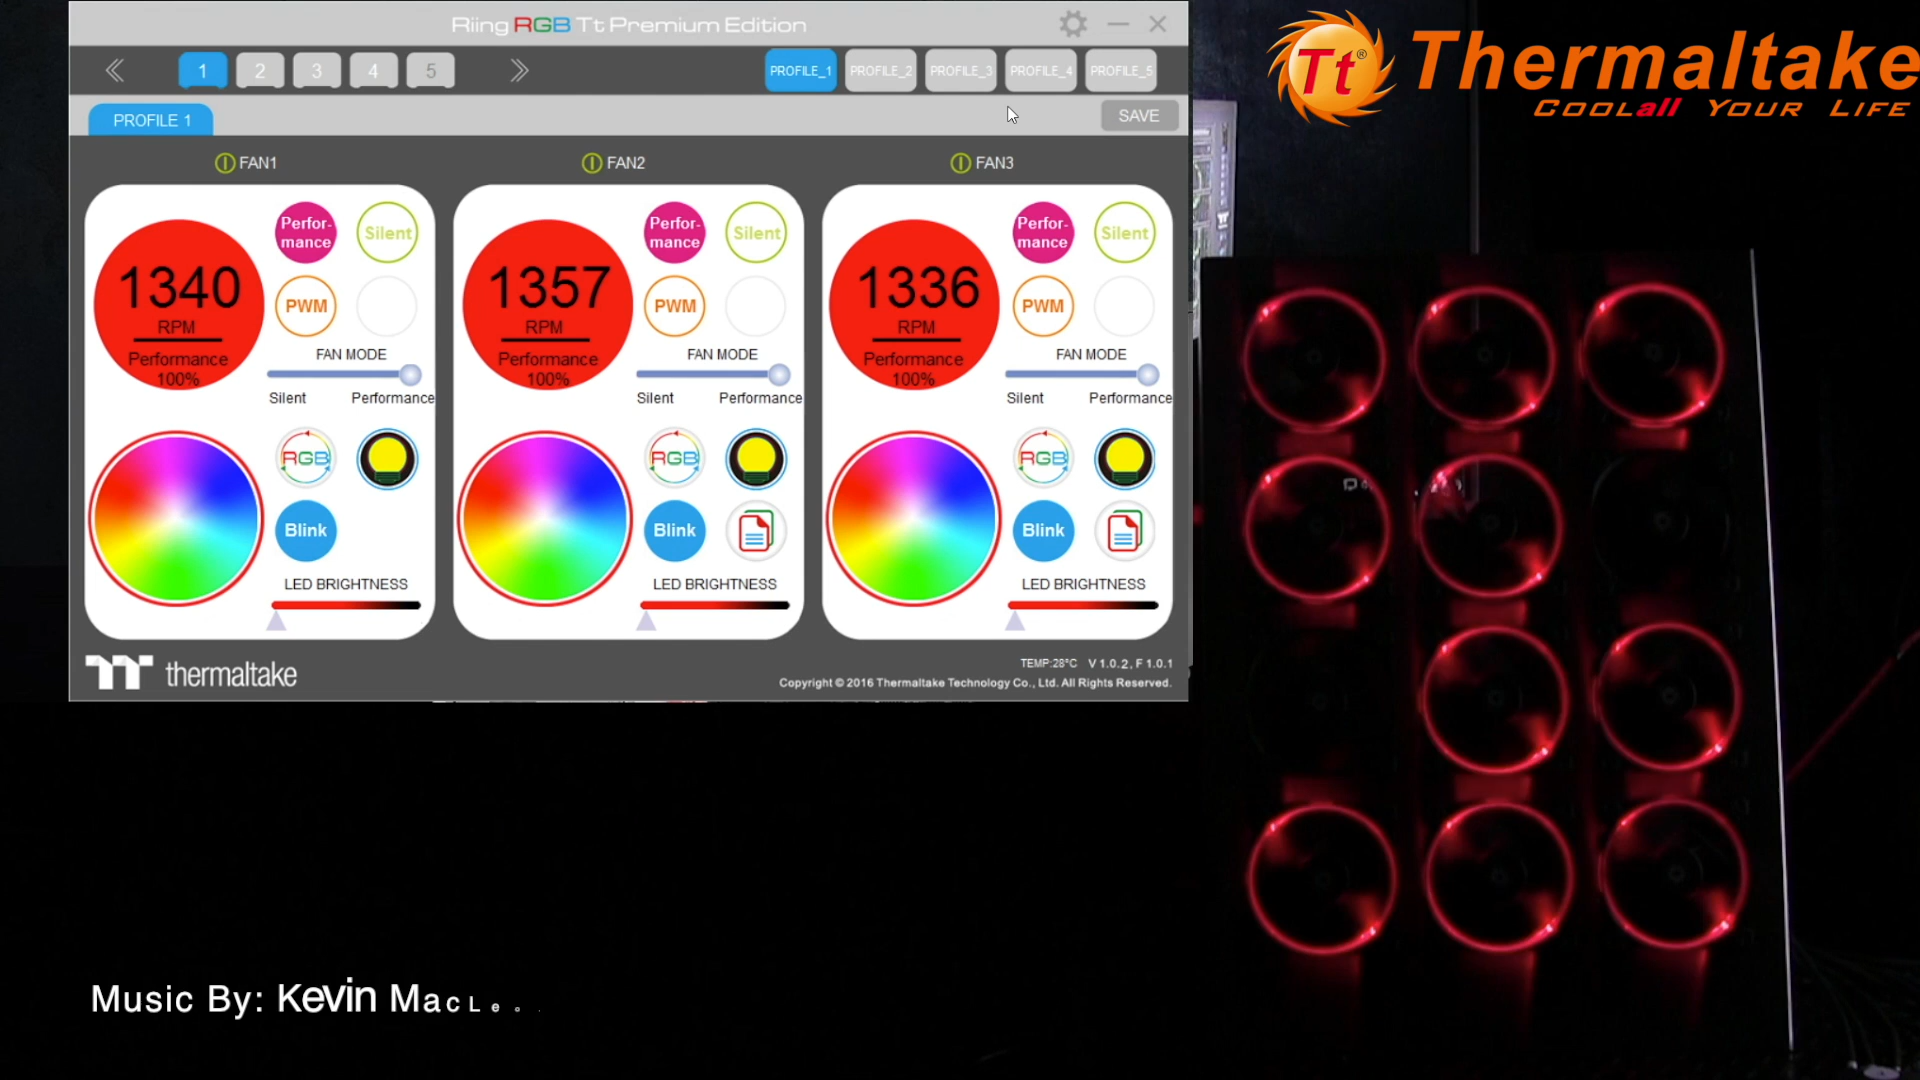 Riing RGB Tt Premium Edition
1 2 3 4 5
PROFILE_1 PROFILE_2 PROFILE_3 PROFILE_4 PROFILE_5
PROFILE 1
SAVE
FAN1
1340
RPM
Performance
100%
Perfor-
mance
Silent
PWM
FAN MODE
Silent Performance
RGB
Blink
LED BRIGHTNESS
FAN2
1357
RPM
Performance
100%
Perfor-
mance
Silent
PWM
FAN MODE
Silent Performance
RGB
Blink
LED BRIGHTNESS
FAN3
1336
RPM
Performance
100%
Perfor-
mance
Silent
PWM
FAN MODE
Silent Performance
RGB
Blink
LED BRIGHTNESS
thermaltake
TEMP:28°C V 1.0.2, F 1.0.1
Copyright © 2016 Thermaltake Technology Co., Ltd. All Rights Reserved.
Tt® Thermaltake
COOLall YOUR LIFE
Music By: Kevin MacLeo